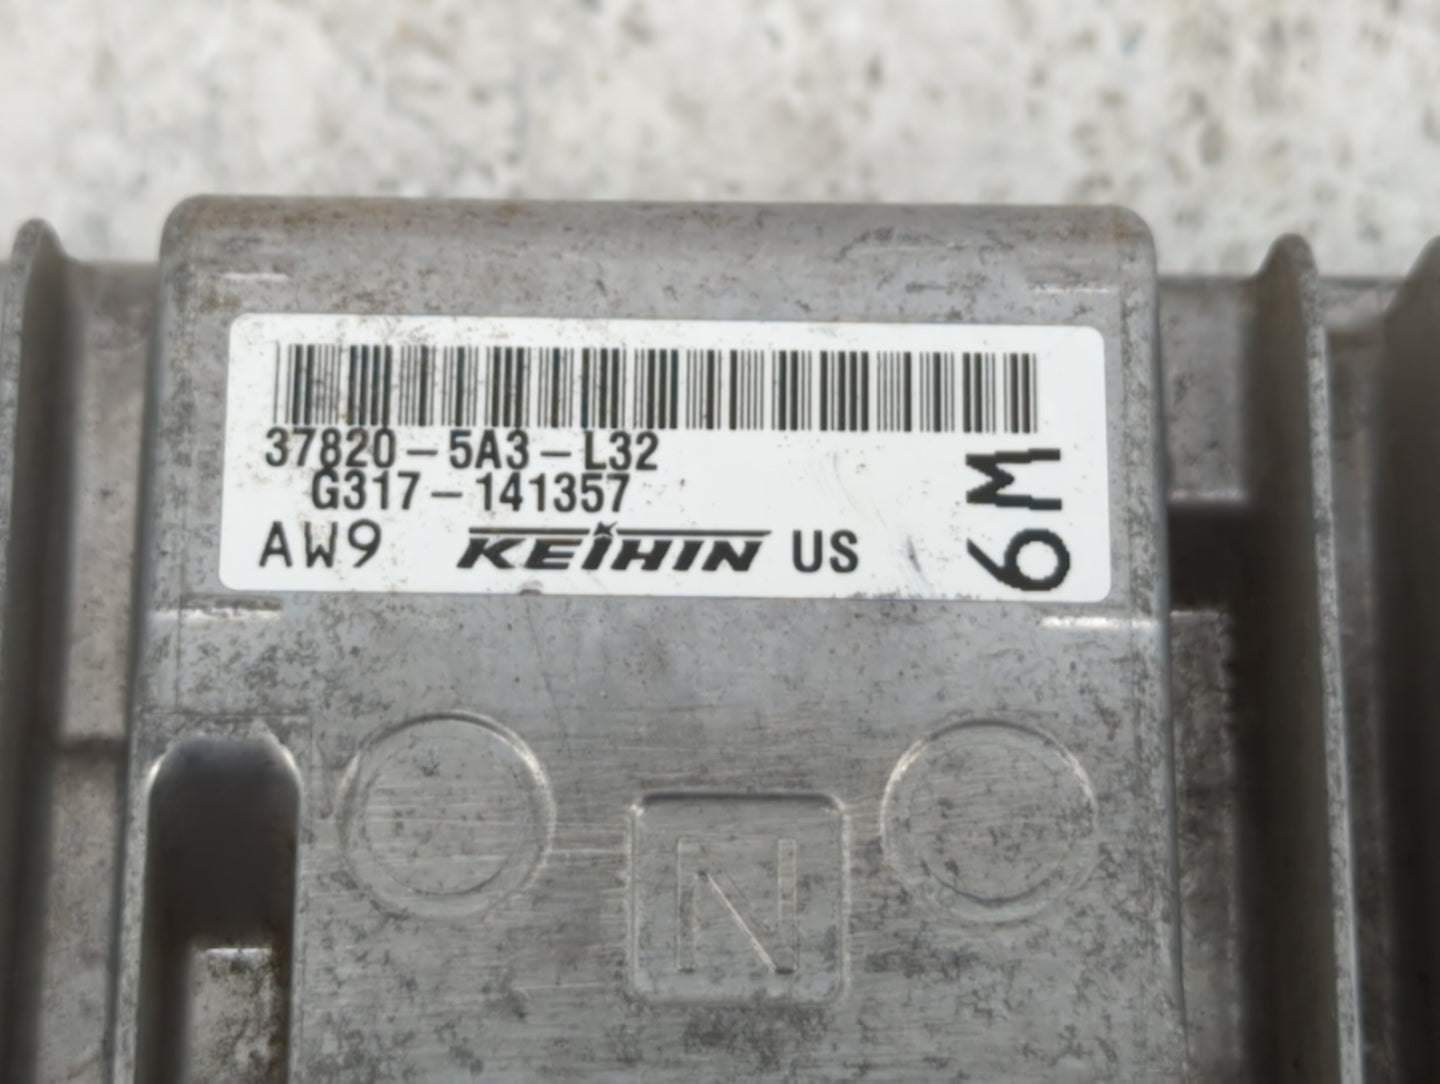 37820-5A3-L32
G317-141357
AW9 KEIHIN US
6M
N